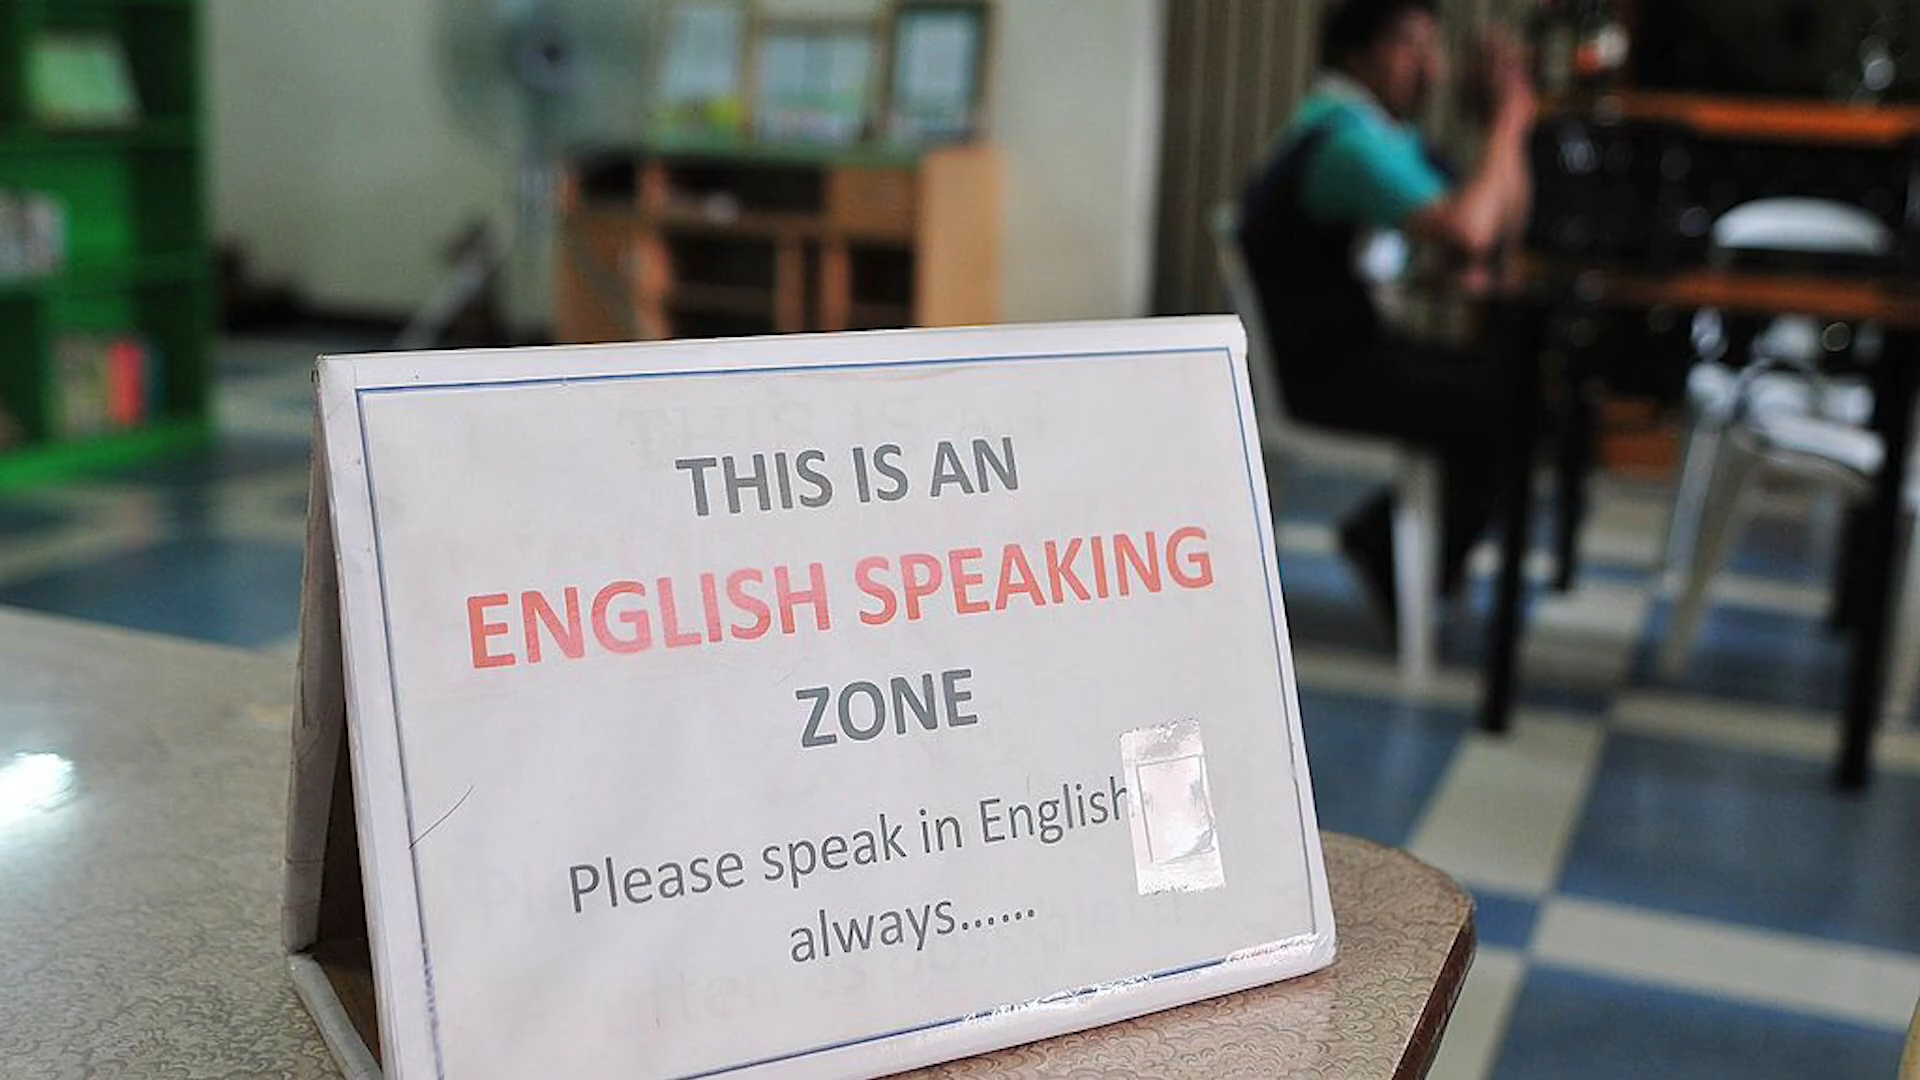 THIS IS AN
ENGLISH SPEAKING
ZONE
Please speak in English
always......